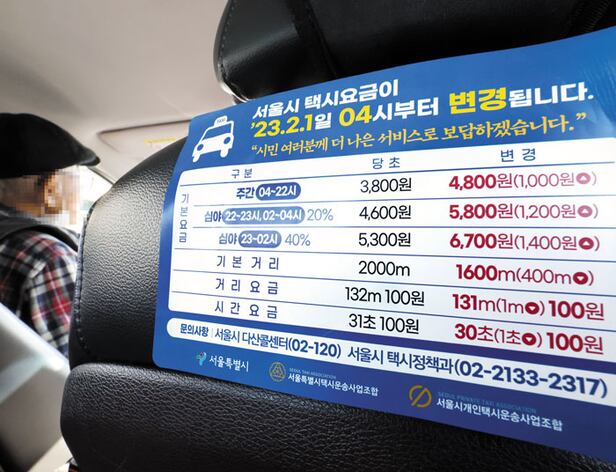 서울시 택시요금이
'23.2.1일 04시부터 변경됩니다.
"시민 여러분께 더 나은 서비스로 보답하겠습니다."
구분 당초 변경
기본요금
주간 04~22시 3,800원 4,800원(1,000원▲)
심야 22~23시, 02~04시 20% 4,600원 5,800원(1,200원▲)
심야 23~02시 40% 5,300원 6,700원(1,400원▲)
기본거리 2000m 1600m(400m▼)
거리요금 132m 100원 131m(1m▼) 100원
시간요금 31초 100원 30초(1초▼) 100원
문의사항 서울시 다산콜센터(02-120) 서울시 택시정책과(02-2133-2317)
서울특별시
SEOUL TAXI ASSOCIATION
서울특별시택시운송사업조합
SEOUL PRIVATE TAXI ASSOCIATION
서울시개인택시운송사업조합